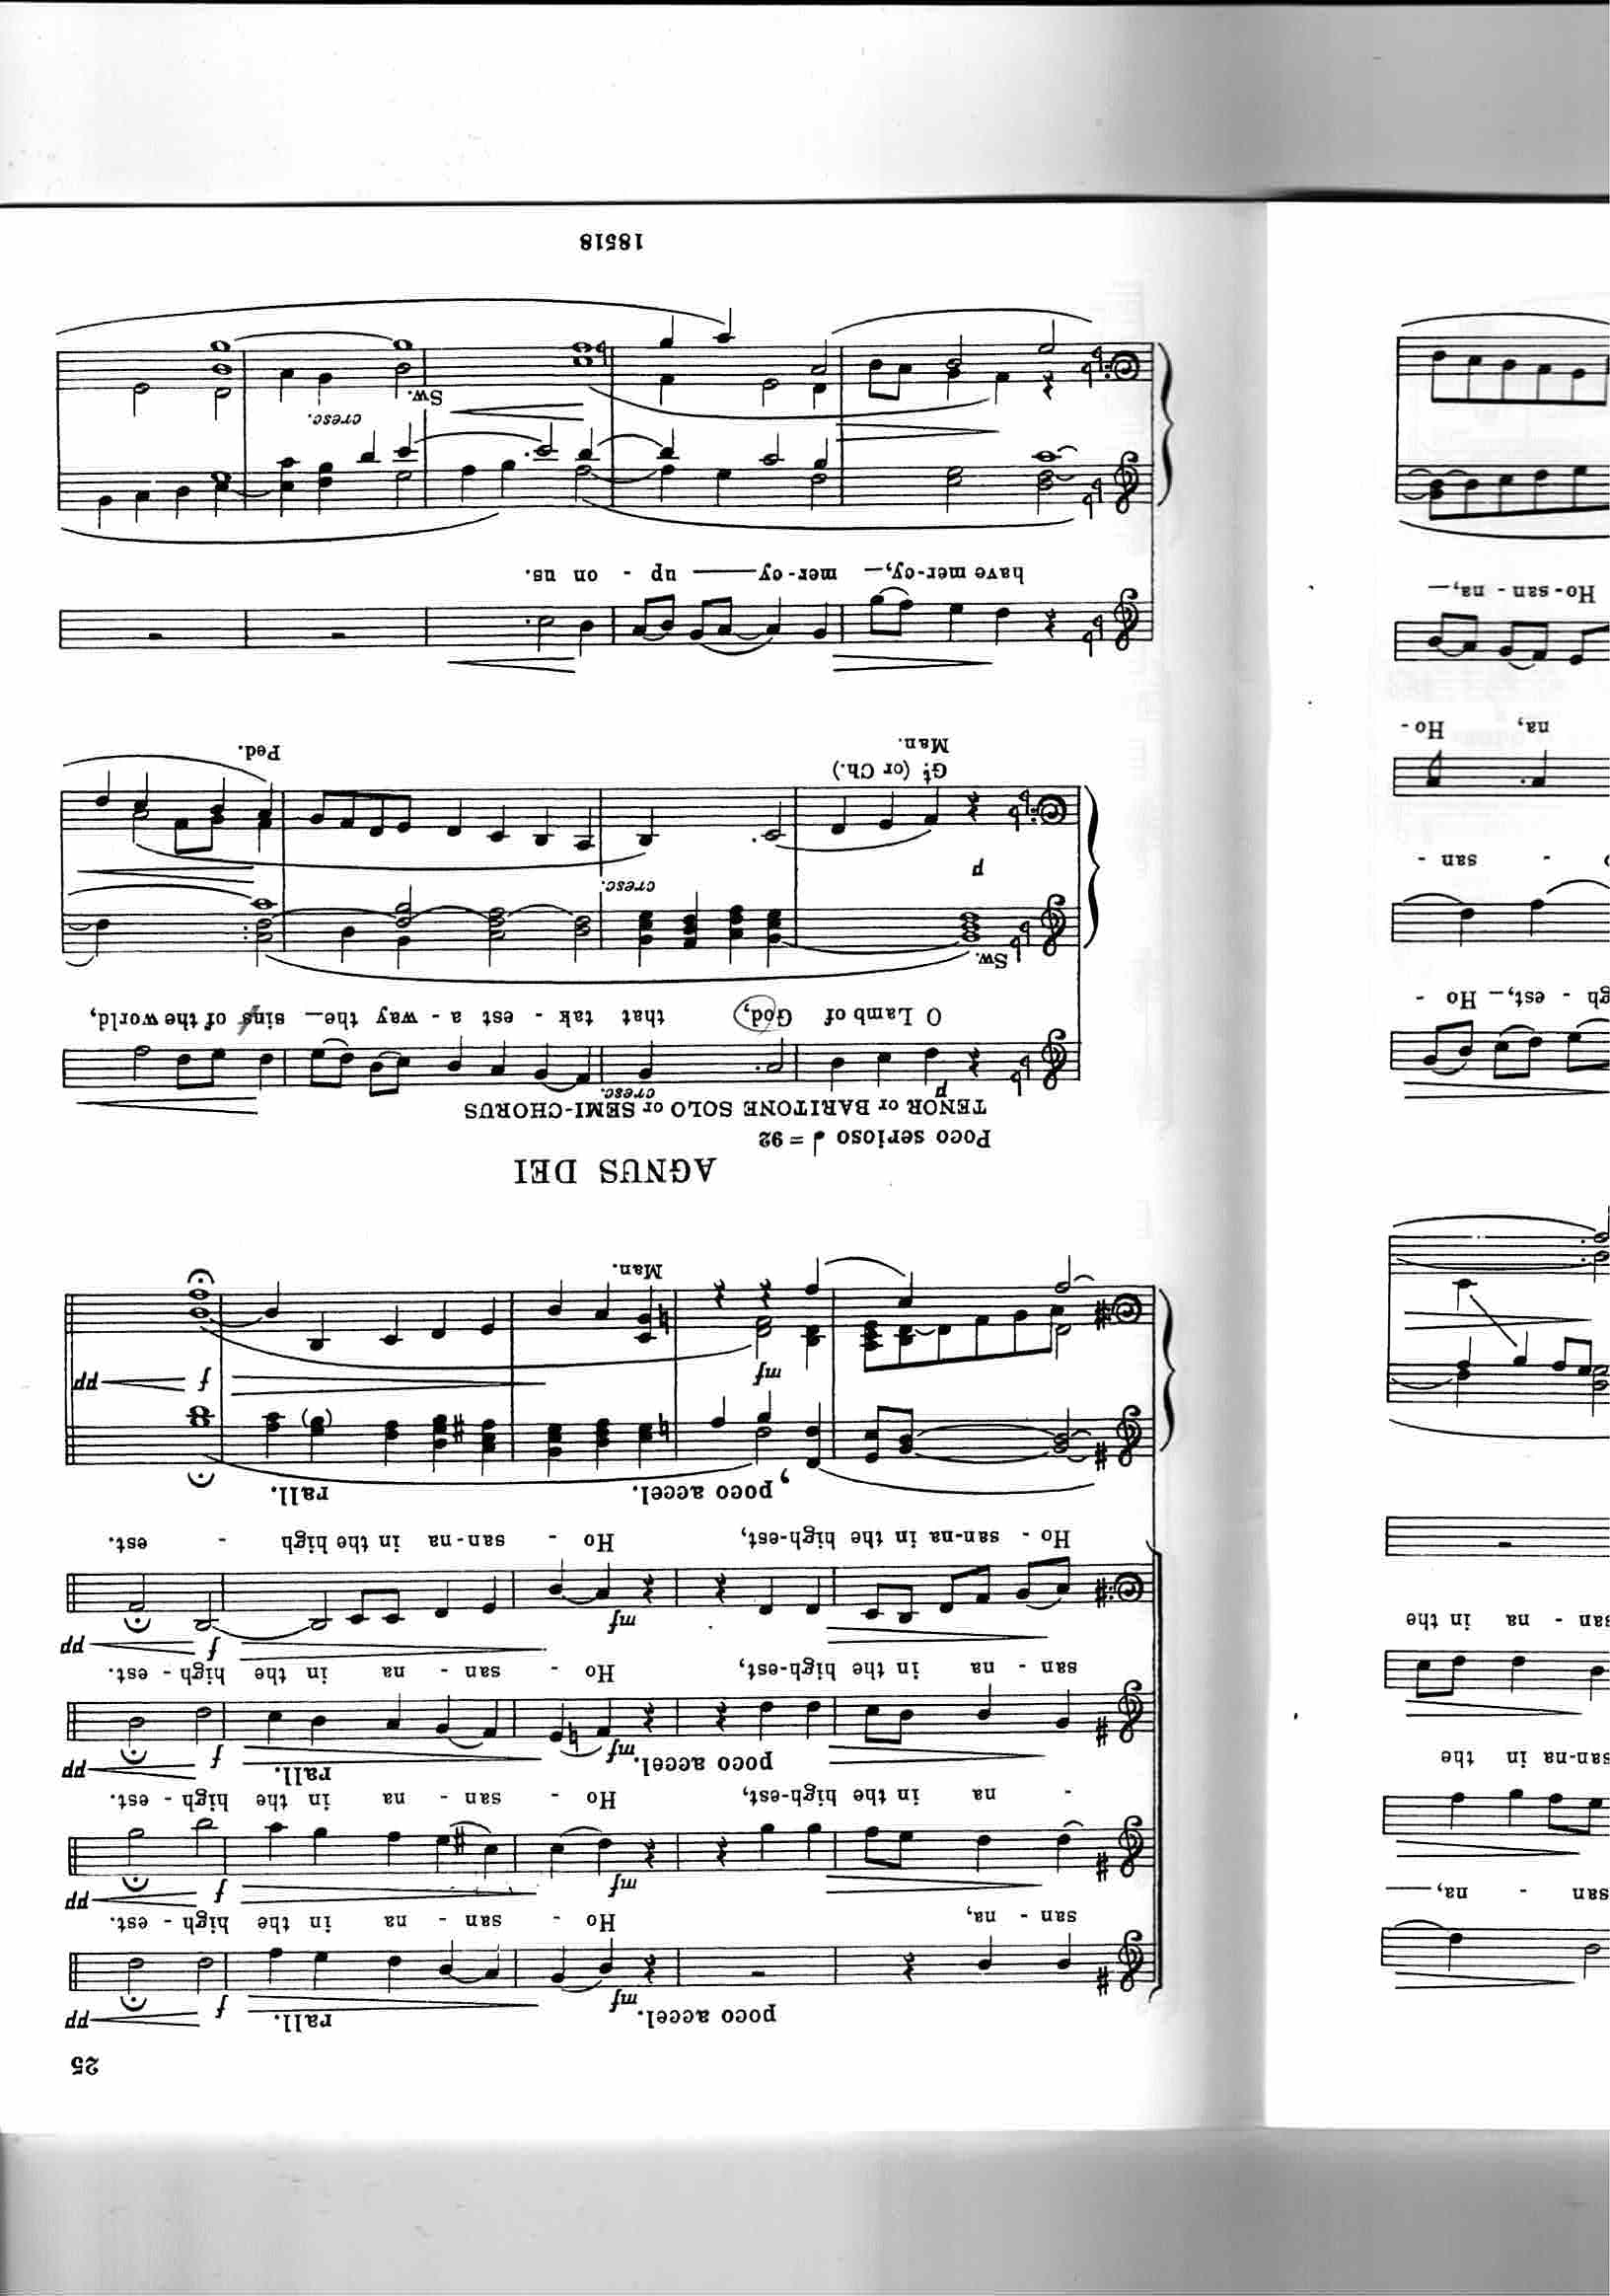 25
poco accel. rall.
mf f pp
san - na, Ho - san - na in the high - est.
mf f pp
- na in the high-est, Ho - san - na in the high - est.
poco accel. rall.
mf f pp
san - na in the high-est, Ho - san - na in the high - est.
mf f pp
Ho - san-na in the high-est, Ho - san-na in the high - est.
poco accel. rall.
mf f pp
Man.
AGNUS DEI
Poco serioso ♩ = 92
TENOR or BARITONE SOLO or SEMI-CHORUS
p cresc.
O Lamb of God, that tak - est a - way the sins of the world,
Sw.
p cresc.
Gt (or Ch.)
Man. Ped.
have mer-cy, mer-cy up - on us.
cresc.
Sw.
18518
san - na,
san-na in the
san - na in the
Ho -
est, Ho -
- san -
na, Ho-
Ho-san-na,